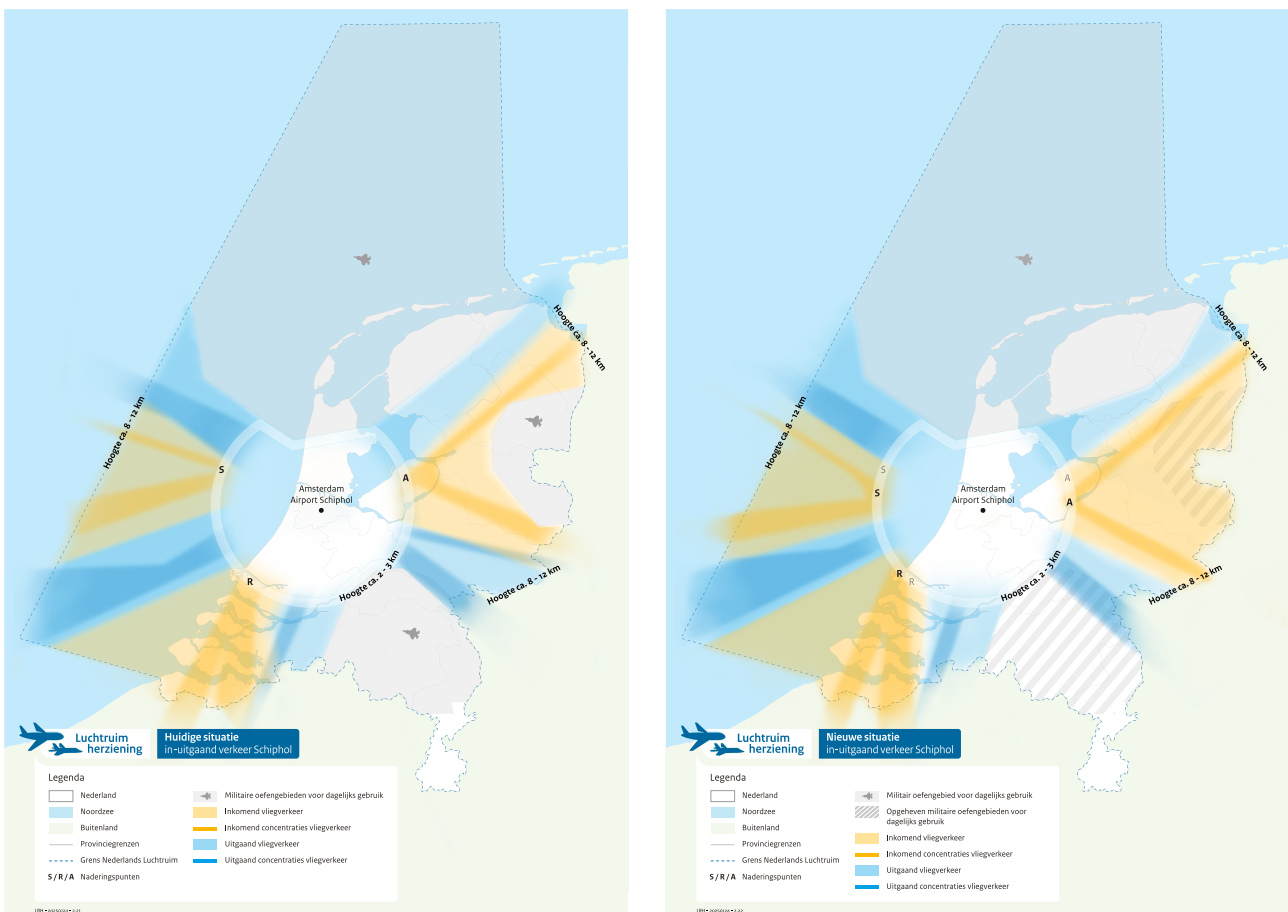 Hoogte ca. 8 - 12 km
Hoogte ca. 8 - 12 km
S
A
Amsterdam
Airport Schiphol
R
Hoogte ca. 2 - 3 km
Hoogte ca. 8 - 12 km
Luchtruim
herziening
Huidige situatie
in-uitgaand verkeer Schiphol
Legenda
Nederland
Noordzee
Buitenland
Provinciegrenzen
Grens Nederlands Luchtruim
S / R / A Naderingspunten
Militaire oefengebieden voor dagelijks gebruik
Inkomend vliegverkeer
Inkomend concentraties vliegverkeer
Uitgaand vliegverkeer
Uitgaand concentraties vliegverkeer
Hoogte ca. 8 - 12 km
Hoogte ca. 8 - 12 km
S
S
A
A
Amsterdam
Airport Schiphol
R
R
Hoogte ca. 2 - 3 km
Hoogte ca. 8 - 12 km
Luchtruim
herziening
Nieuwe situatie
in-uitgaand verkeer Schiphol
Legenda
Nederland
Noordzee
Buitenland
Provinciegrenzen
Grens Nederlands Luchtruim
S / R / A Naderingspunten
Militair oefengebied voor dagelijks gebruik
Opgeheven militaire oefengebieden voor
dagelijks gebruik
Inkomend vliegverkeer
Inkomend concentraties vliegverkeer
Uitgaand vliegverkeer
Uitgaand concentraties vliegverkeer